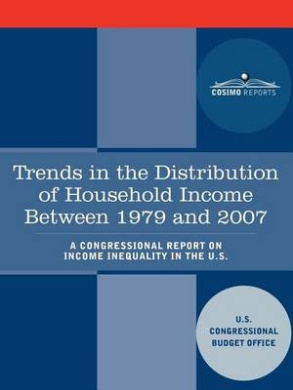 COSIMO REPORTS
Trends in the Distribution
of Household Income
Between 1979 and 2007
A CONGRESSIONAL REPORT ON
INCOME INEQUALITY IN THE U.S.
U.S.
CONGRESSIONAL
BUDGET OFFICE